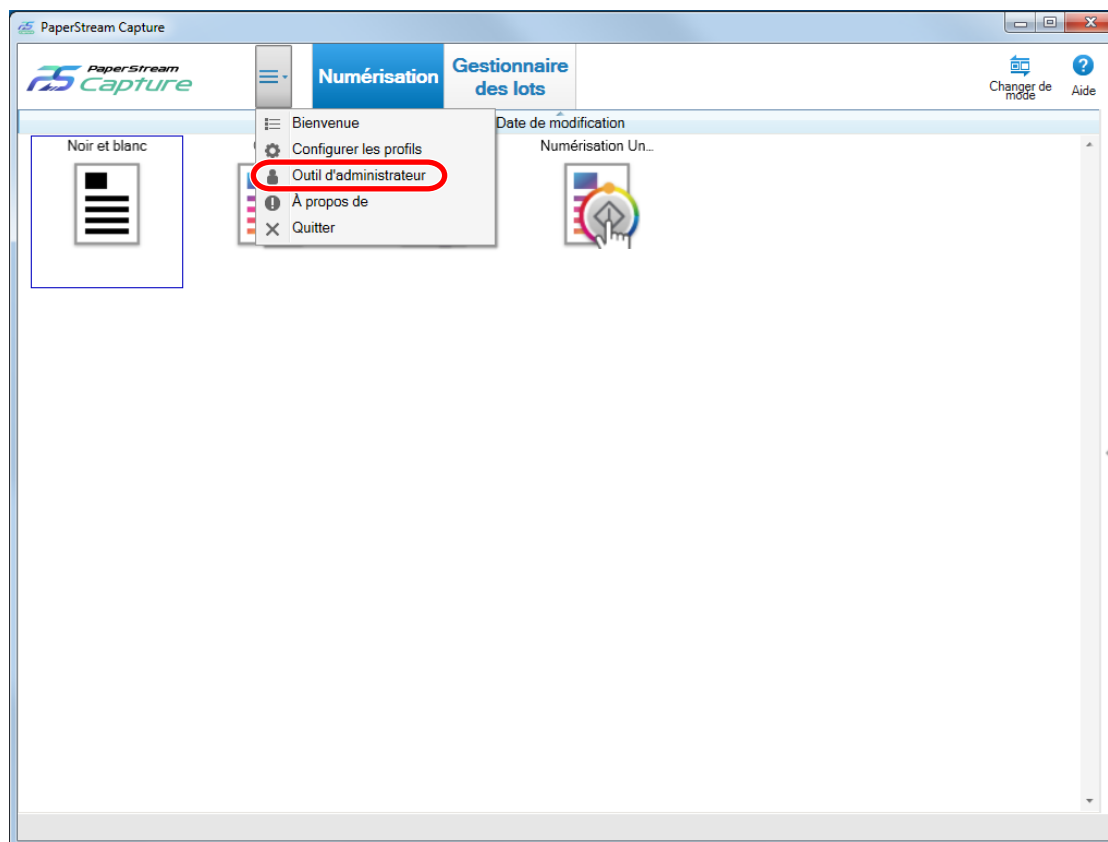 PaperStream Capture
PaperStream
Capture
Numérisation
Gestionnaire
des lots
Changer de
mode
Aide
Date de modification
Bienvenue
Configurer les profils
Outil d'administrateur
À propos de
Quitter
Noir et blanc
Numérisation Un...